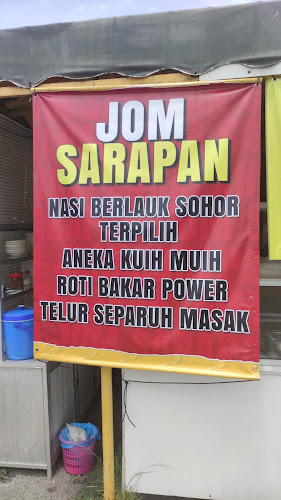 JOM
SARAPAN
NASI BERLAUK SOHOR
TERPILIH
ANEKA KUIH MUIH
ROTI BAKAR POWER
TELUR SEPARUH MASAK